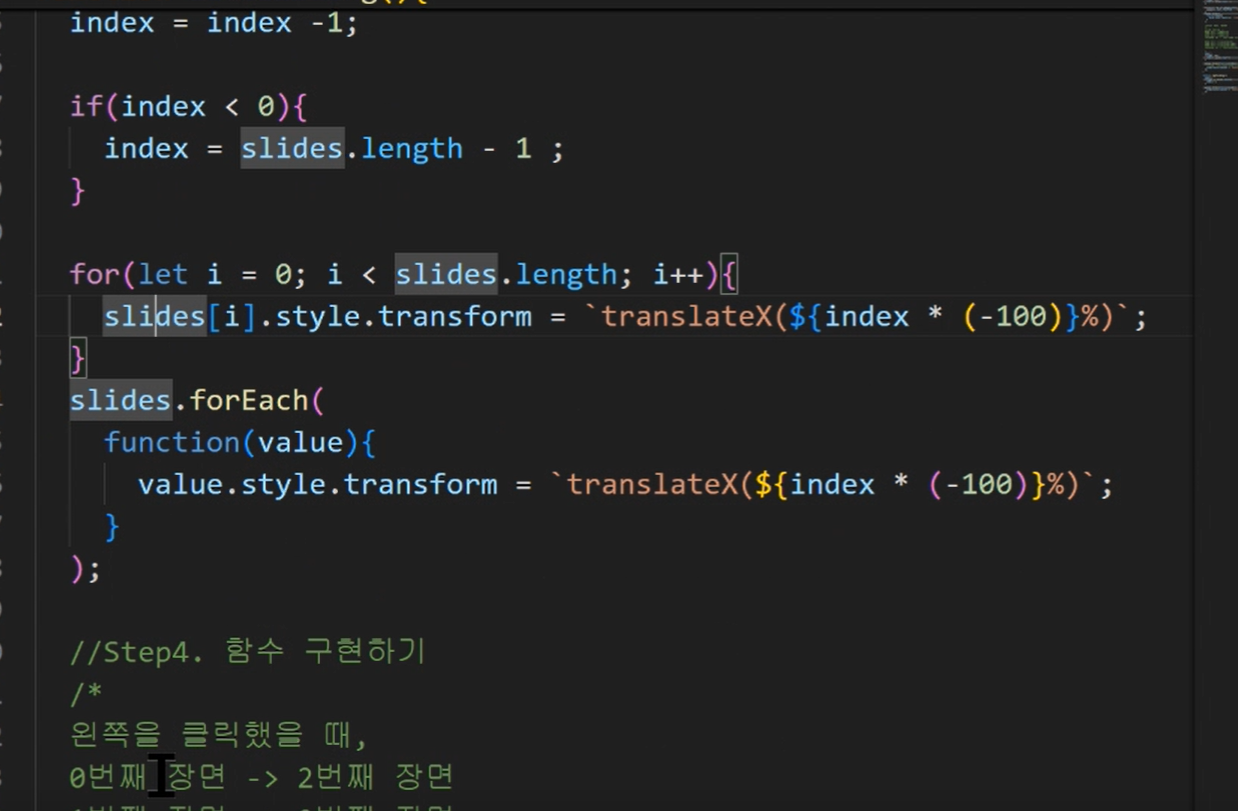 index = index -1;
if(index < 0){
index = slides.length - 1 ;
}
for(let i = 0; i < slides.length; i++){
slides[i].style.transform = `translateX(${index * (-100)}%)`;
}
slides.forEach(
function(value){
value.style.transform = `translateX(${index * (-100)}%)`;
}
);
//Step4. 함수 구현하기
/*
왼쪽을 클릭했을 때,
0번째 장면 -> 2번째 장면